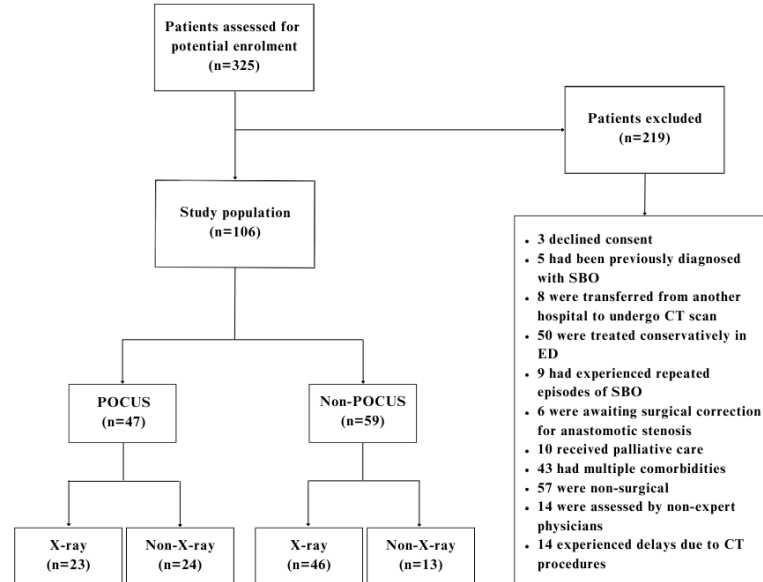 Patients assessed for
potential enrolment
(n=325)
Patients excluded
(n=219)
Study population
(n=106)
• 3 declined consent
• 5 had been previously diagnosed
with SBO
• 8 were transferred from another
hospital to undergo CT scan
• 50 were treated conservatively in
ED
• 9 had experienced repeated
episodes of SBO
• 6 were awaiting surgical correction
for anastomotic stenosis
• 10 received palliative care
• 43 had multiple comorbidities
• 57 were non-surgical
• 14 were assessed by non-expert
physicians
• 14 experienced delays due to CT
procedures
POCUS
(n=47)
Non-POCUS
(n=59)
X-ray
(n=23)
Non-X-ray
(n=24)
X-ray
(n=46)
Non-X-ray
(n=13)